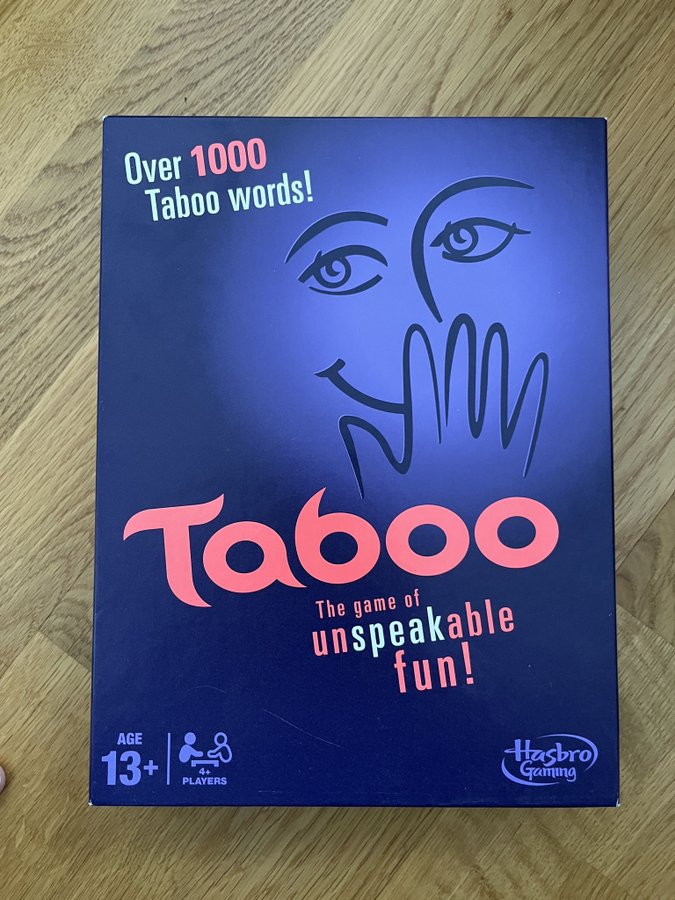 Over 1000
Taboo words!
Taboo
The game of
unspeakable
fun!
AGE
13+
4+
PLAYERS
Hasbro
Gaming